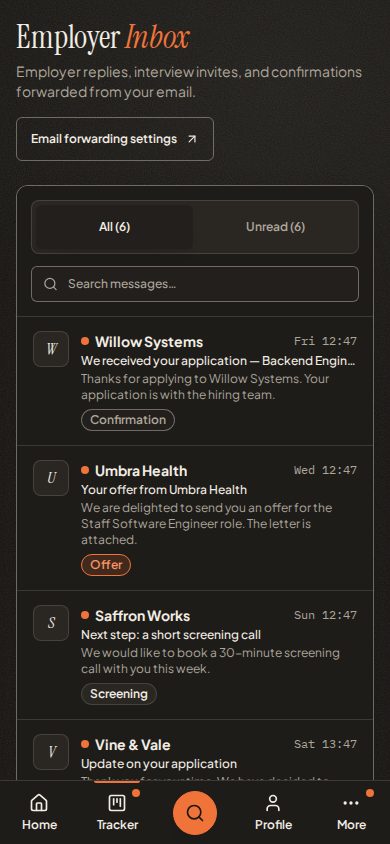 Employer Inbox
Employer replies, interview invites, and confirmations
forwarded from your email.
Email forwarding settings
All (6)
Unread (6)
Search messages…
W
Willow Systems
Fri 12:47
We received your application — Backend Engin…
Thanks for applying to Willow Systems. Your
application is with the hiring team.
Confirmation
U
Umbra Health
Wed 12:47
Your offer from Umbra Health
We are delighted to send you an offer for the
Staff Software Engineer role. The letter is
attached.
Offer
S
Saffron Works
Sun 12:47
Next step: a short screening call
We would like to book a 30-minute screening
call with you this week.
Screening
V
Vine & Vale
Sat 13:47
Update on your application
Home
Tracker
Profile
More